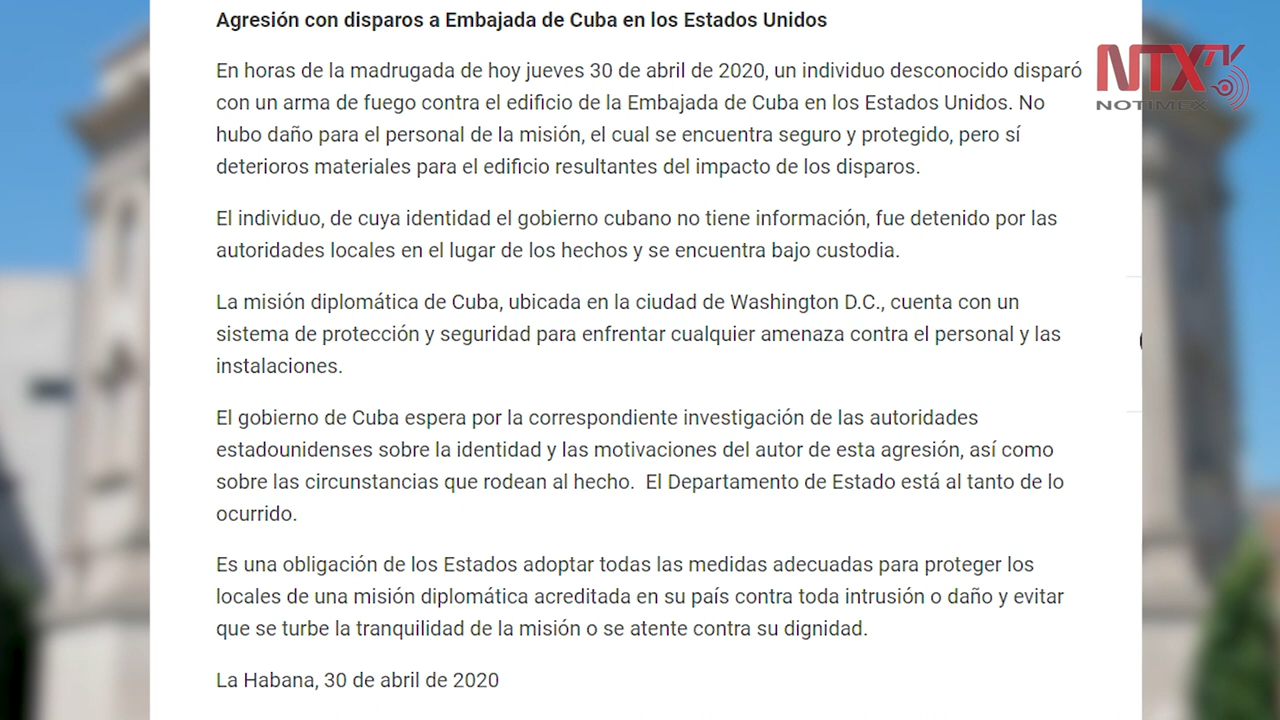 Agresión con disparos a Embajada de Cuba en los Estados Unidos
En horas de la madrugada de hoy jueves 30 de abril de 2020, un individuo desconocido disparó
con un arma de fuego contra el edificio de la Embajada de Cuba en los Estados Unidos. No
hubo daño para el personal de la misión, el cual se encuentra seguro y protegido, pero sí
deterioros materiales para el edificio resultantes del impacto de los disparos.
El individuo, de cuya identidad el gobierno cubano no tiene información, fue detenido por las
autoridades locales en el lugar de los hechos y se encuentra bajo custodia.
La misión diplomática de Cuba, ubicada en la ciudad de Washington D.C., cuenta con un
sistema de protección y seguridad para enfrentar cualquier amenaza contra el personal y las
instalaciones.
El gobierno de Cuba espera por la correspondiente investigación de las autoridades
estadounidenses sobre la identidad y las motivaciones del autor de esta agresión, así como
sobre las circunstancias que rodean al hecho.  El Departamento de Estado está al tanto de lo
ocurrido.
Es una obligación de los Estados adoptar todas las medidas adecuadas para proteger los
locales de una misión diplomática acreditada en su país contra toda intrusión o daño y evitar
que se turbe la tranquilidad de la misión o se atente contra su dignidad.
La Habana, 30 de abril de 2020
NTX TV
NOTIMEX